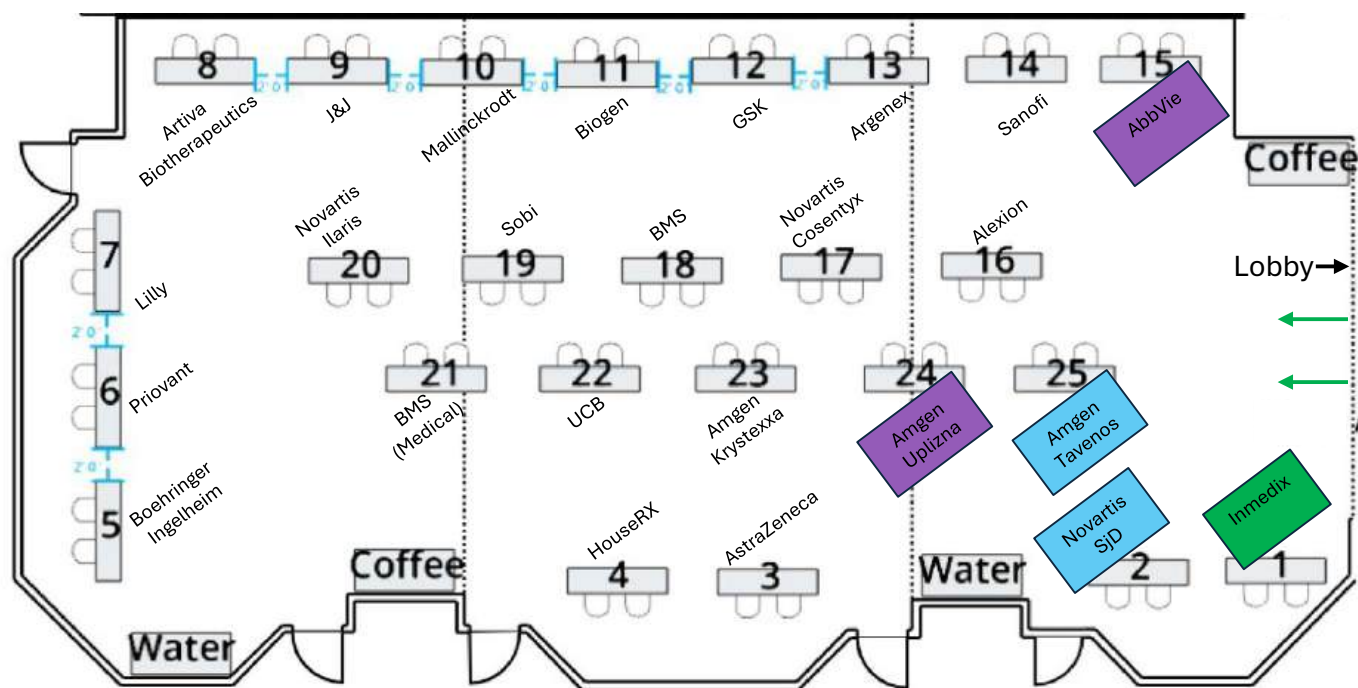 8
9
10
11
12
13
14
15
2'0"
2'0"
2'0"
2'0"
2'0"
Artiva
Biotherapeutics
J&J
Mallinckrodt
Biogen
GSK
Argenex
Sanofi
AbbVie
Coffee
Novartis
Ilaris
Sobi
BMS
Novartis
Cosentyx
Alexion
7
20
19
18
17
16
Lobby
Lilly
2'0"
6
Priovant
21
22
23
24
25
BMS
(Medical)
UCB
Amgen
Krystexxa
Amgen
Uplizna
Amgen
Tavenos
2'0"
5
Boehringer
Ingelheim
HouseRX
AstraZeneca
Novartis
SjD
Inmedix
Coffee
4
3
Water
2
1
Water